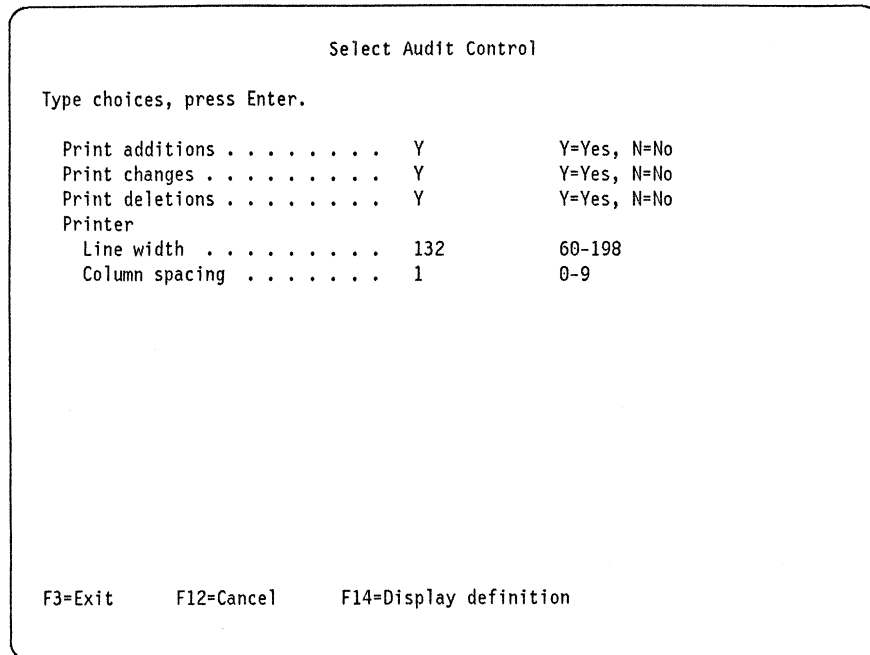 Select Audit Control
Type choices, press Enter.
Print additions . . . . . . . . Y Y=Yes, N=No
Print changes . . . . . . . . . Y Y=Yes, N=No
Print deletions . . . . . . . . Y Y=Yes, N=No
Printer
Line width . . . . . . . . . 132 60-198
Column spacing . . . . . . . 1 0-9
F3=Exit F12=Cancel F14=Display definition